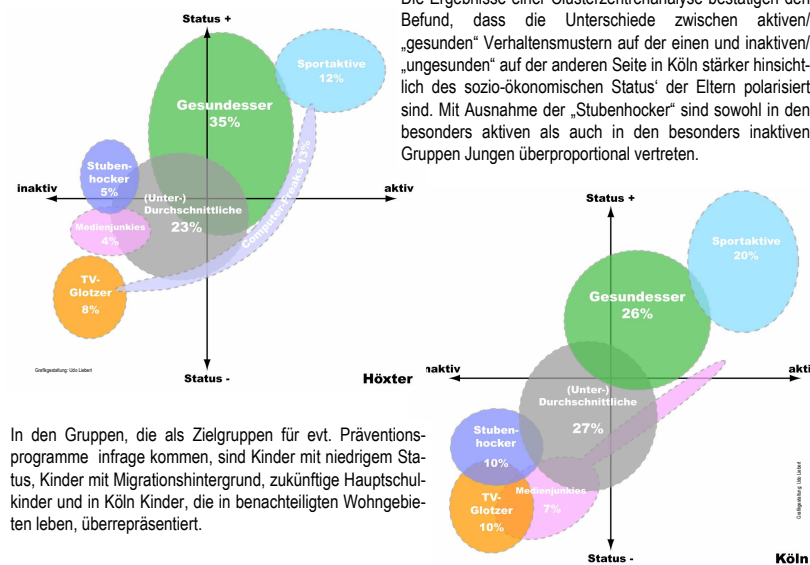 Die Ergebnisse einer Clusterzentrenanalyse bestätigen den
Befund, dass die Unterschiede zwischen aktiven/
„gesunden“ Verhaltensmustern auf der einen und inaktiven/
„ungesunden“ auf der anderen Seite in Köln stärker hinsicht-
lich des sozio-ökonomischen Status‘ der Eltern polarisiert
sind. Mit Ausnahme der „Stubenhocker“ sind sowohl in den
besonders aktiven als auch in den besonders inaktiven
Gruppen Jungen überproportional vertreten.
Status +
Sportaktive
12%
Gesundesser
35%
Stuben-
hocker
5%
inaktiv
aktiv
(Unter-)
Durchschnittliche
23%
Computer-Freaks 13%
Medienjunkies
4%
TV-
Glotzer
8%
Grafikgestaltung: Udo Liebert
Status -
Höxter
Status +
Sportaktive
20%
Gesundesser
26%
naktiv
akti
(Unter-)
Durchschnittliche
27%
Stuben-
hocker
10%
TV-
Glotzer
10%
Medienjunkies
7%
Grafikgestaltung: Udo Liebert
Status -
Köln
In den Gruppen, die als Zielgruppen für evt. Präventions-
programme infrage kommen, sind Kinder mit niedrigem Sta-
tus, Kinder mit Migrationshintergrund, zukünftige Hauptschul-
kinder und in Köln Kinder, die in benachteiligten Wohngebie-
ten leben, überrepräsentiert.